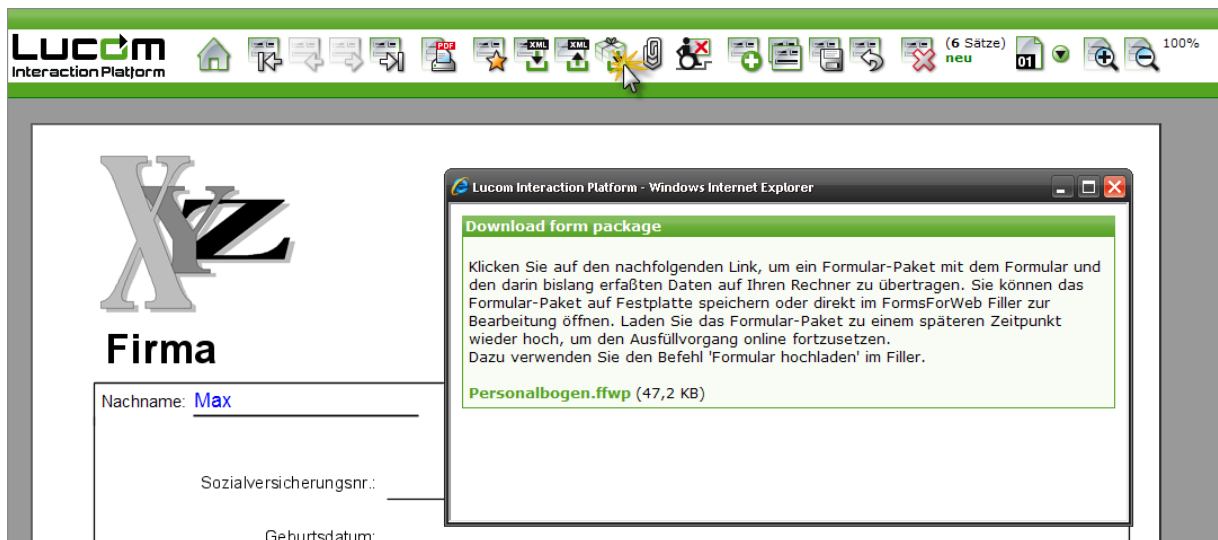 Lucom
Interaction Platform
PDF
XML
XML
(6 Sätze)
neu
01
100%
XYZ
Firma
Nachname: Max
Sozialversicherungsnr.:
Geburtsdatum:
Lucom Interaction Platform - Windows Internet Explorer
Download form package
Klicken Sie auf den nachfolgenden Link, um ein Formular-Paket mit dem Formular und
den darin bislang erfaßten Daten auf Ihren Rechner zu übertragen. Sie können das
Formular-Paket auf Festplatte speichern oder direkt im FormsForWeb Filler zur
Bearbeitung öffnen. Laden Sie das Formular-Paket zu einem späteren Zeitpunkt
wieder hoch, um den Ausfüllvorgang online fortzusetzen.
Dazu verwenden Sie den Befehl 'Formular hochladen' im Filler.
Personalbogen.ffwp (47,2 KB)